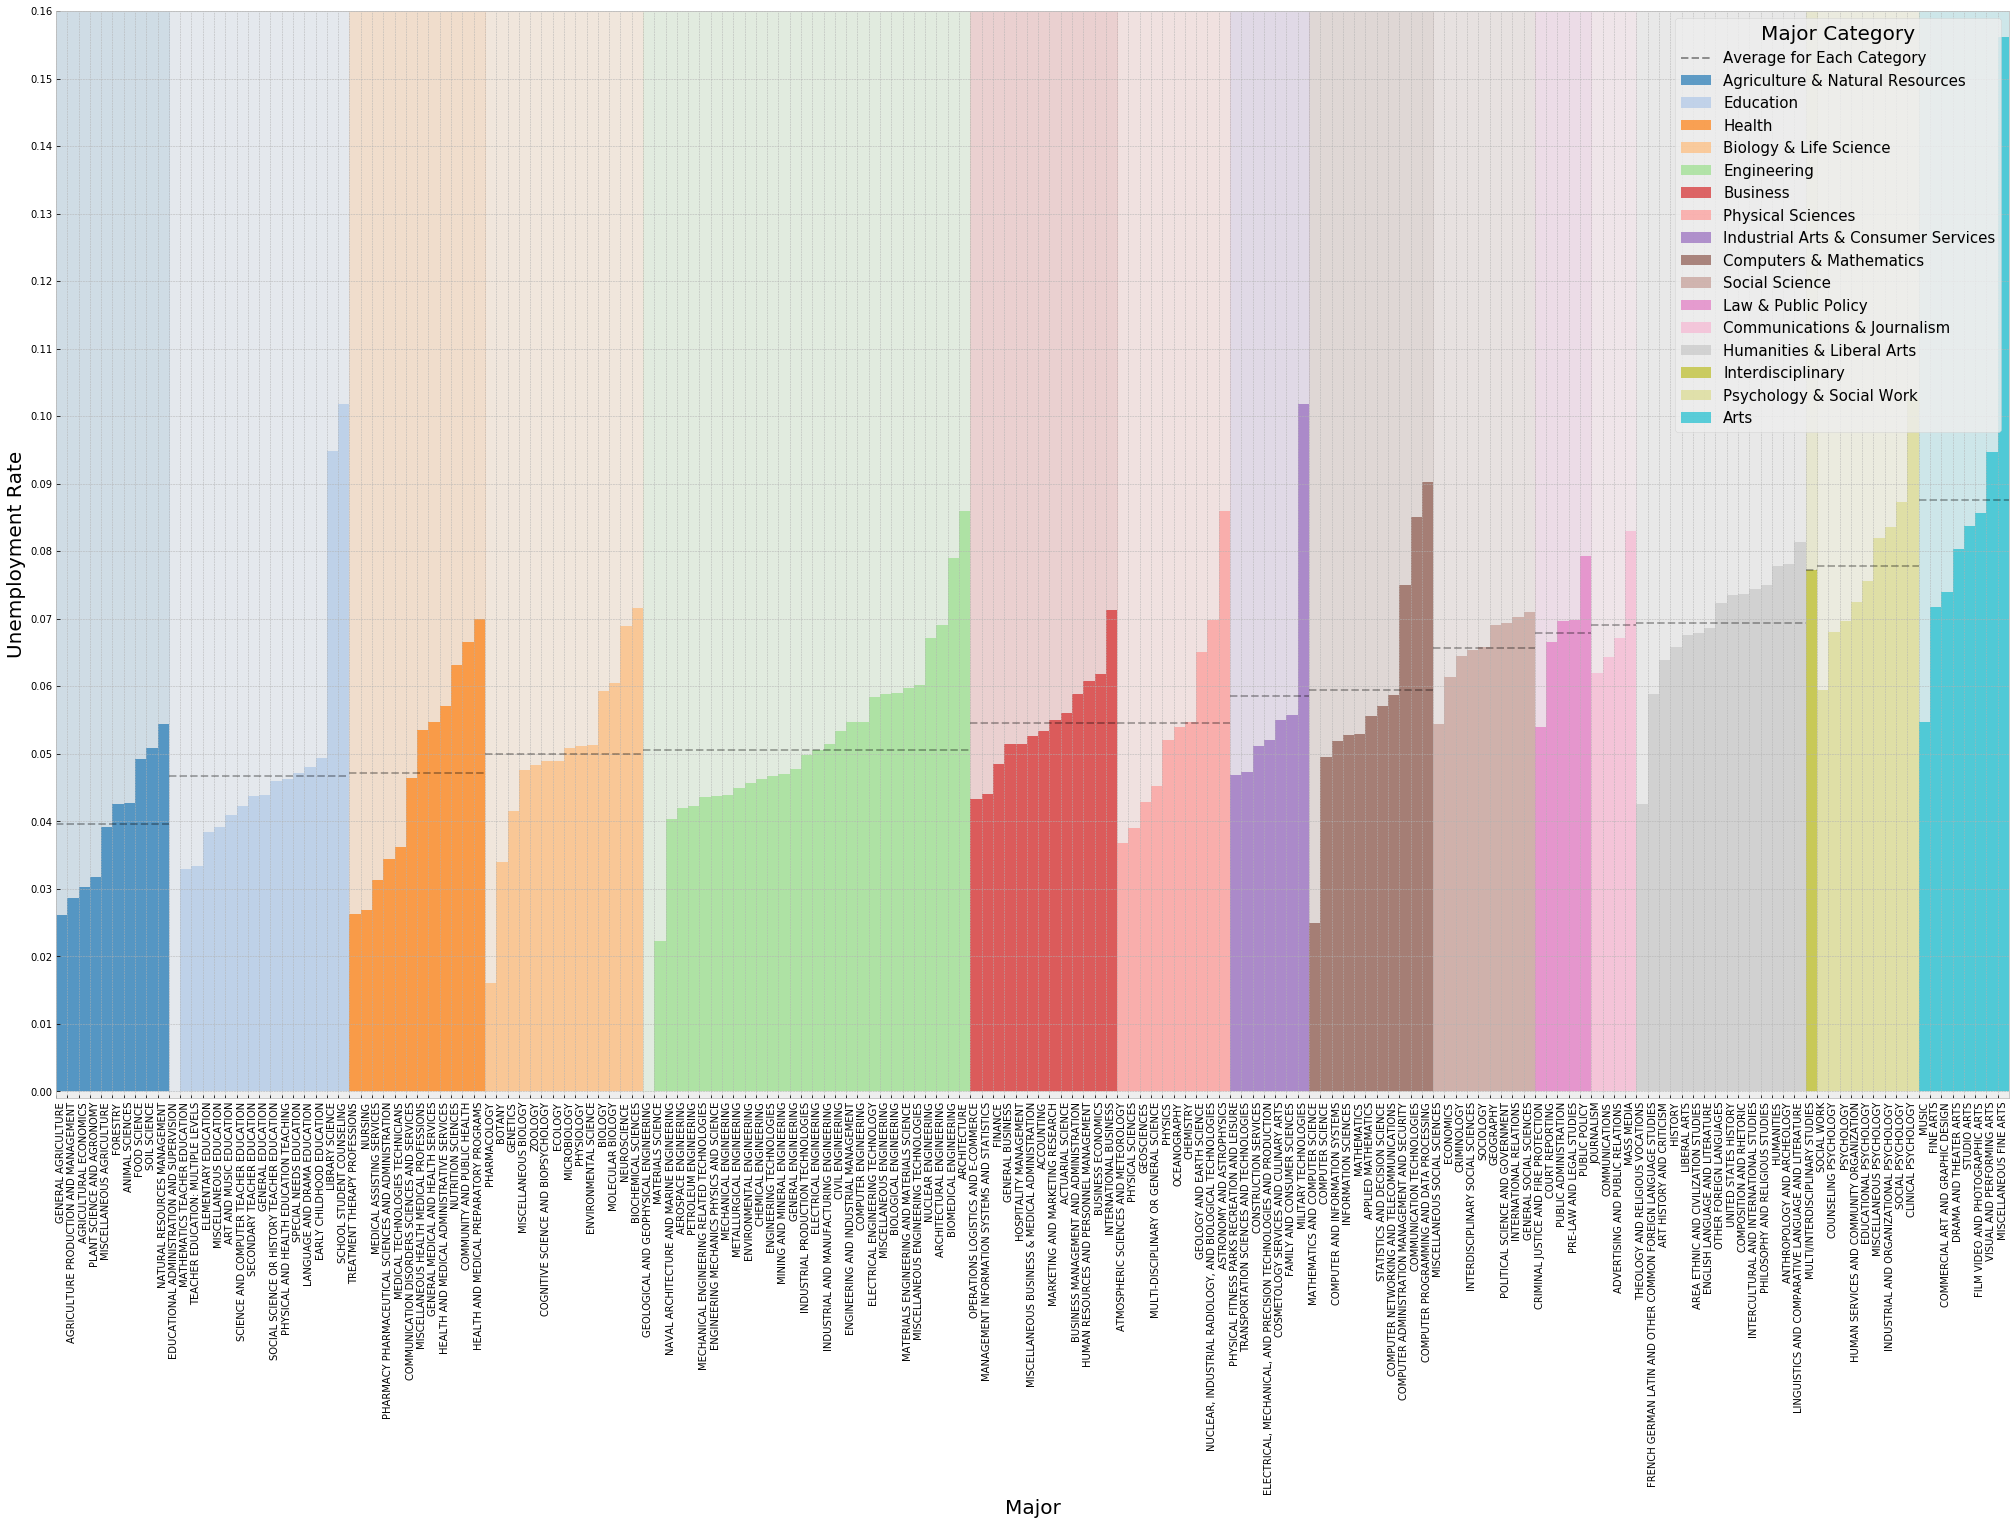 0.16
0.15
0.14
0.13
0.12
0.11
0.10
0.09
0.08
0.07
0.06
0.05
0.04
0.03
0.02
0.01
0.00
Unemployment Rate
Major Category
Average for Each Category
Agriculture & Natural Resources
Education
Health
Biology & Life Science
Engineering
Business
Physical Sciences
Industrial Arts & Consumer Services
Computers & Mathematics
Social Science
Law & Public Policy
Communications & Journalism
Humanities & Liberal Arts
Interdisciplinary
Psychology & Social Work
Arts
GENERAL AGRICULTURE
AGRICULTURE PRODUCTION AND MANAGEMENT
AGRICULTURAL ECONOMICS
PLANT SCIENCE AND AGRONOMY
MISCELLANEOUS AGRICULTURE
FORESTRY
ANIMAL SCIENCES
FOOD SCIENCE
SOIL SCIENCE
NATURAL RESOURCES MANAGEMENT
EDUCATIONAL ADMINISTRATION AND SUPERVISION
MATHEMATICS TEACHER EDUCATION
TEACHER EDUCATION: MULTIPLE LEVELS
ELEMENTARY EDUCATION
MISCELLANEOUS EDUCATION
ART AND MUSIC EDUCATION
SCIENCE AND COMPUTER TEACHER EDUCATION
SECONDARY TEACHER EDUCATION
GENERAL EDUCATION
SOCIAL SCIENCE OR HISTORY TEACHER EDUCATION
PHYSICAL AND HEALTH EDUCATION TEACHING
SPECIAL NEEDS EDUCATION
LANGUAGE AND DRAMA EDUCATION
EARLY CHILDHOOD EDUCATION
LIBRARY SCIENCE
SCHOOL STUDENT COUNSELING
TREATMENT THERAPY PROFESSIONS
NURSING
MEDICAL ASSISTING SERVICES
PHARMACY PHARMACEUTICAL SCIENCES AND ADMINISTRATION
MEDICAL TECHNOLOGIES TECHNICIANS
COMMUNICATION DISORDERS SCIENCES AND SERVICES
MISCELLANEOUS HEALTH MEDICAL PROFESSIONS
GENERAL MEDICAL AND HEALTH SERVICES
HEALTH AND MEDICAL ADMINISTRATIVE SERVICES
NUTRITION SCIENCES
COMMUNITY AND PUBLIC HEALTH
HEALTH AND MEDICAL PREPARATORY PROGRAMS
PHARMACOLOGY
BOTANY
GENETICS
MISCELLANEOUS BIOLOGY
ZOOLOGY
COGNITIVE SCIENCE AND BIOPSYCHOLOGY
ECOLOGY
MICROBIOLOGY
PHYSIOLOGY
ENVIRONMENTAL SCIENCE
BIOLOGY
MOLECULAR BIOLOGY
NEUROSCIENCE
BIOCHEMICAL SCIENCES
GEOLOGICAL AND GEOPHYSICAL ENGINEERING
MATERIALS SCIENCE
NAVAL ARCHITECTURE AND MARINE ENGINEERING
AEROSPACE ENGINEERING
PETROLEUM ENGINEERING
MECHANICAL ENGINEERING RELATED TECHNOLOGIES
ENGINEERING MECHANICS PHYSICS AND SCIENCE
MECHANICAL ENGINEERING
METALLURGICAL ENGINEERING
ENVIRONMENTAL ENGINEERING
CHEMICAL ENGINEERING
ENGINEERING TECHNOLOGIES
MINING AND MINERAL ENGINEERING
GENERAL ENGINEERING
INDUSTRIAL PRODUCTION TECHNOLOGIES
ELECTRICAL ENGINEERING
INDUSTRIAL AND MANUFACTURING ENGINEERING
CIVIL ENGINEERING
ENGINEERING AND INDUSTRIAL MANAGEMENT
COMPUTER ENGINEERING
ELECTRICAL ENGINEERING TECHNOLOGY
MISCELLANEOUS ENGINEERING
BIOLOGICAL ENGINEERING
MATERIALS ENGINEERING AND MATERIALS SCIENCE
MISCELLANEOUS ENGINEERING TECHNOLOGIES
NUCLEAR ENGINEERING
ARCHITECTURAL ENGINEERING
BIOMEDICAL ENGINEERING
ARCHITECTURE
OPERATIONS LOGISTICS AND E-COMMERCE
MANAGEMENT INFORMATION SYSTEMS AND STATISTICS
FINANCE
GENERAL BUSINESS
HOSPITALITY MANAGEMENT
MISCELLANEOUS BUSINESS & MEDICAL ADMINISTRATION
ACCOUNTING
MARKETING AND MARKETING RESEARCH
ACTUARIAL SCIENCE
BUSINESS MANAGEMENT AND ADMINISTRATION
HUMAN RESOURCES AND PERSONNEL MANAGEMENT
BUSINESS ECONOMICS
INTERNATIONAL BUSINESS
ATMOSPHERIC SCIENCES AND METEOROLOGY
PHYSICAL SCIENCES
GEOSCIENCES
MULTI-DISCIPLINARY OR GENERAL SCIENCE
PHYSICS
OCEANOGRAPHY
CHEMISTRY
GEOLOGY AND EARTH SCIENCE
NUCLEAR, INDUSTRIAL RADIOLOGY, AND BIOLOGICAL TECHNOLOGIES
ASTRONOMY AND ASTROPHYSICS
PHYSICAL FITNESS PARKS RECREATION AND LEISURE
TRANSPORTATION SCIENCES AND TECHNOLOGIES
CONSTRUCTION SERVICES
ELECTRICAL, MECHANICAL, AND PRECISION TECHNOLOGIES AND PRODUCTION
COSMETOLOGY SERVICES AND CULINARY ARTS
FAMILY AND CONSUMER SCIENCES
MILITARY TECHNOLOGIES
MATHEMATICS AND COMPUTER SCIENCE
COMPUTER SCIENCE
COMPUTER AND INFORMATION SYSTEMS
INFORMATION SCIENCES
MATHEMATICS
APPLIED MATHEMATICS
STATISTICS AND DECISION SCIENCE
COMPUTER NETWORKING AND TELECOMMUNICATIONS
COMPUTER ADMINISTRATION MANAGEMENT AND SECURITY
COMMUNICATION TECHNOLOGIES
COMPUTER PROGRAMMING AND DATA PROCESSING
MISCELLANEOUS SOCIAL SCIENCES
ECONOMICS
CRIMINOLOGY
INTERDISCIPLINARY SOCIAL SCIENCES
SOCIOLOGY
GEOGRAPHY
POLITICAL SCIENCE AND GOVERNMENT
INTERNATIONAL RELATIONS
GENERAL SOCIAL SCIENCES
CRIMINAL JUSTICE AND FIRE PROTECTION
COURT REPORTING
PUBLIC ADMINISTRATION
PRE-LAW AND LEGAL STUDIES
PUBLIC POLICY
JOURNALISM
COMMUNICATIONS
ADVERTISING AND PUBLIC RELATIONS
MASS MEDIA
THEOLOGY AND RELIGIOUS VOCATIONS
FRENCH GERMAN LATIN AND OTHER COMMON FOREIGN LANGUAGE STUDIES
ART HISTORY AND CRITICISM
HISTORY
LIBERAL ARTS
AREA ETHNIC AND CIVILIZATION STUDIES
ENGLISH LANGUAGE AND LITERATURE
OTHER FOREIGN LANGUAGES
UNITED STATES HISTORY
COMPOSITION AND RHETORIC
INTERCULTURAL AND INTERNATIONAL STUDIES
PHILOSOPHY AND RELIGIOUS STUDIES
HUMANITIES
ANTHROPOLOGY AND ARCHEOLOGY
LINGUISTICS AND COMPARATIVE LANGUAGE AND LITERATURE
MULTI/INTERDISCIPLINARY STUDIES
SOCIAL WORK
COUNSELING PSYCHOLOGY
PSYCHOLOGY
HUMAN SERVICES AND COMMUNITY ORGANIZATION
EDUCATIONAL PSYCHOLOGY
MISCELLANEOUS PSYCHOLOGY
INDUSTRIAL AND ORGANIZATIONAL PSYCHOLOGY
SOCIAL PSYCHOLOGY
CLINICAL PSYCHOLOGY
MUSIC
FINE ARTS
COMMERCIAL ART AND GRAPHIC DESIGN
DRAMA AND THEATER ARTS
STUDIO ARTS
FILM VIDEO AND PHOTOGRAPHIC ARTS
VISUAL AND PERFORMING ARTS
MISCELLANEOUS FINE ARTS
Major